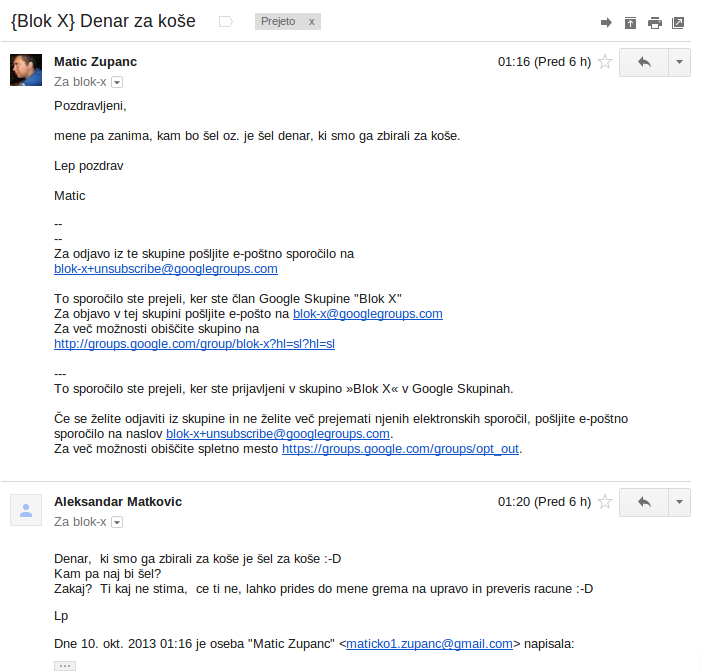 {Blok X} Denar za koše
Prejeto x
Matic Zupanc 01:16 (Pred 6 h)
Za blok-x
Pozdravljeni,
mene pa zanima, kam bo šel oz. je šel denar, ki smo ga zbirali za koše.
Lep pozdrav
Matic
--
--
Za odjavo iz te skupine pošljite e-poštno sporočilo na
blok-x+unsubscribe@googlegroups.com
To sporočilo ste prejeli, ker ste član Google Skupine "Blok X"
Za objavo v tej skupini pošljite e-pošto na blok-x@googlegroups.com
Za več možnosti obiščite skupino na
http://groups.google.com/group/blok-x?hl=sl?hl=sl
---
To sporočilo ste prejeli, ker ste prijavljeni v skupino »Blok X« v Google Skupinah.
Če se želite odjaviti iz skupine in ne želite več prejemati njenih elektronskih sporočil, pošljite e-poštno
sporočilo na naslov blok-x+unsubscribe@googlegroups.com.
Za več možnosti obiščite spletno mesto https://groups.google.com/groups/opt_out.
Aleksandar Matkovic 01:20 (Pred 6 h)
Za blok-x
Denar,  ki smo ga zbirali za koše je šel za koše :-D
Kam pa naj bi šel?
Zakaj?  Ti kaj ne stima,  ce ti ne, lahko prides do mene grema na upravo in preveris racune :-D
Lp
Dne 10. okt. 2013 01:16 je oseba "Matic Zupanc" <maticko1.zupanc@gmail.com> napisala: